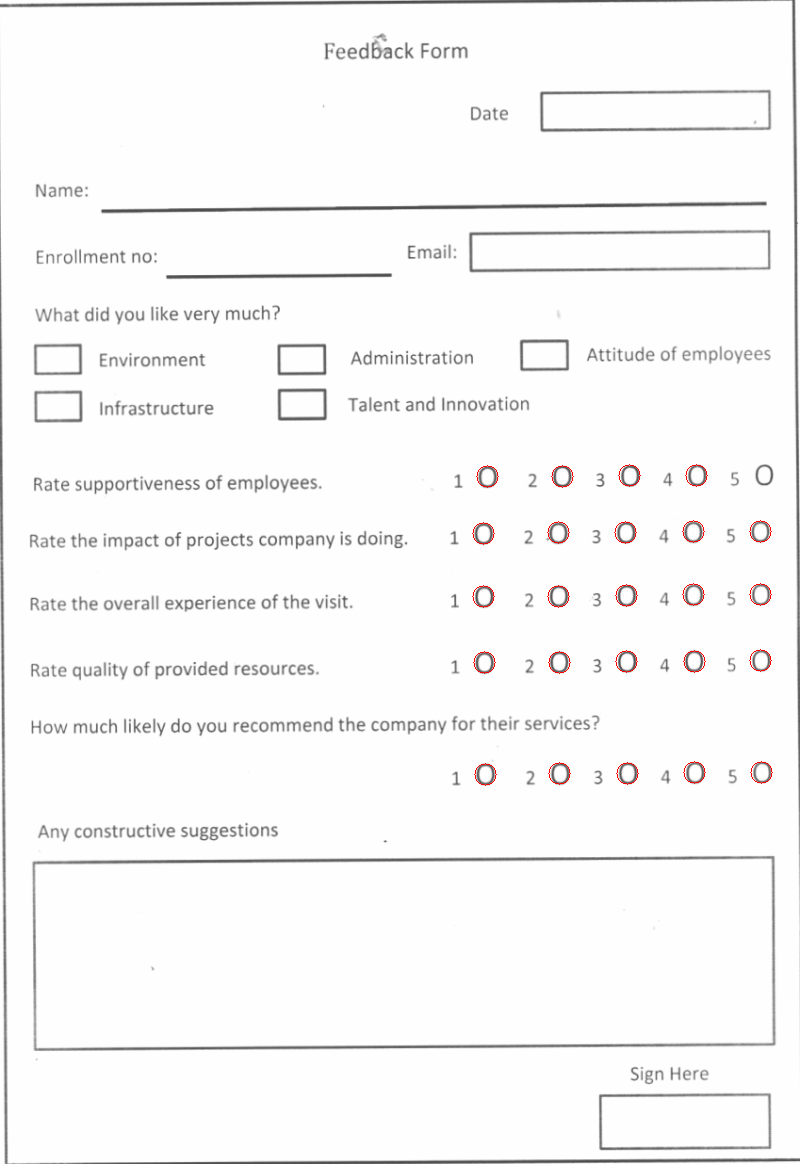 Feedback Form
Date
Name:
Enrollment no:
Email:
What did you like very much?
Environment
Administration
Attitude of employees
Infrastructure
Talent and Innovation
Rate supportiveness of employees. 1 O 2 O 3 O 4 O 5 O
Rate the impact of projects company is doing. 1 O 2 O 3 O 4 O 5 O
Rate the overall experience of the visit. 1 O 2 O 3 O 4 O 5 O
Rate quality of provided resources. 1 O 2 O 3 O 4 O 5 O
How much likely do you recommend the company for their services?
1 O 2 O 3 O 4 O 5 O
Any constructive suggestions
Sign Here